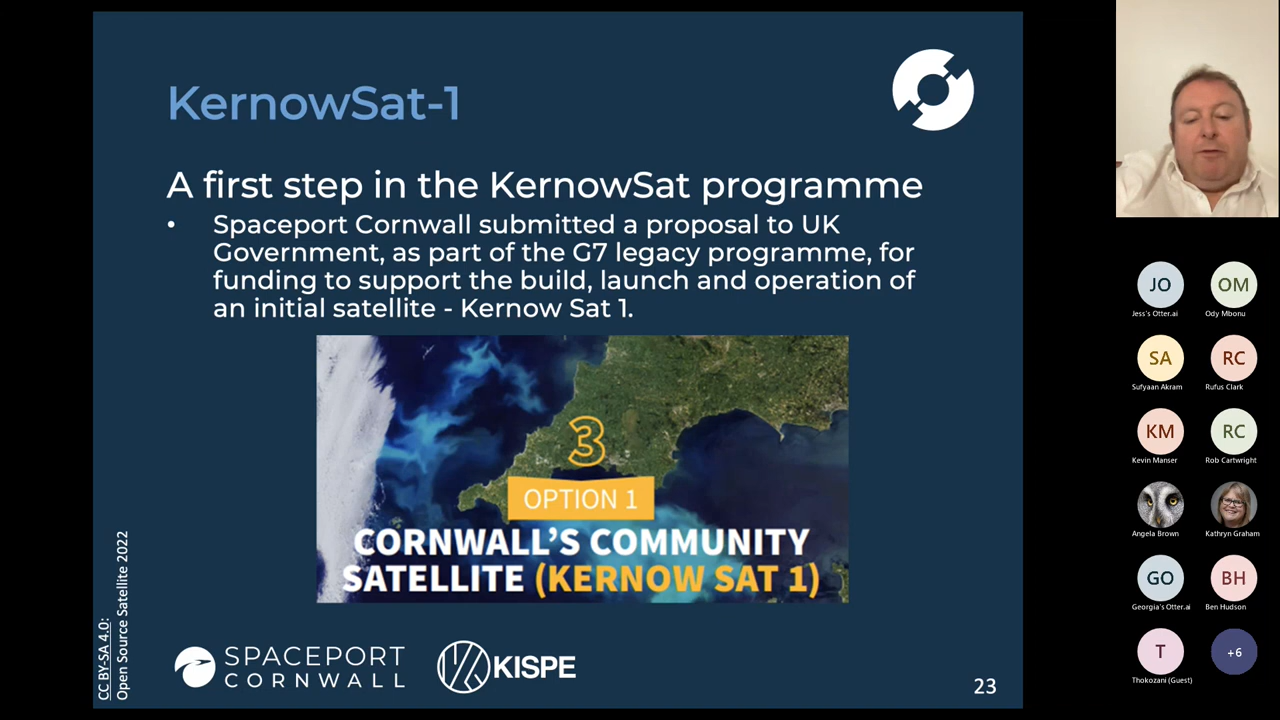 KernowSat-1
A first step in the KernowSat programme
• Spaceport Cornwall submitted a proposal to UK
Government, as part of the G7 legacy programme, for
funding to support the build, launch and operation of
an initial satellite - Kernow Sat 1.
3
OPTION 1
CORNWALL'S COMMUNITY
SATELLITE (KERNOW SAT 1)
CC BY-SA 4.0:
Open Source Satellite 2022
SPACEPORT
CORNWALL
KISPE
23
JO
Jess's Otter.ai
OM
Ody Mbonu
SA
Sufyaan Akram
RC
Rufus Clark
KM
Kevin Manser
RC
Rob Cartwright
Angela Brown
Kathryn Graham
GO
Georgia's Otter.ai
BH
Ben Hudson
T
Thokozani (Guest)
+6